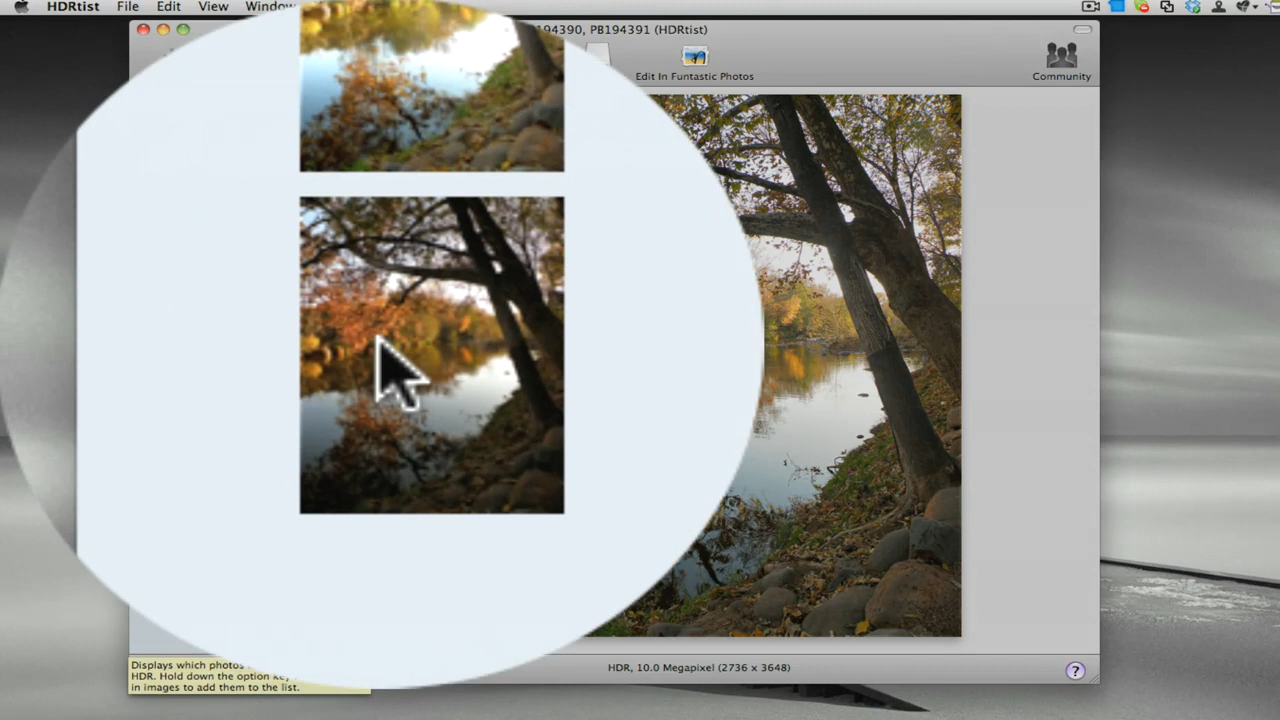 HDRtist File Edit View Window
194390, PB194391 (HDRtist)
Edit In Funtastic Photos
Community
Displays which photos
HDR. Hold down the option key
in images to add them to the list.
HDR, 10.0 Megapixel (2736 x 3648)
?